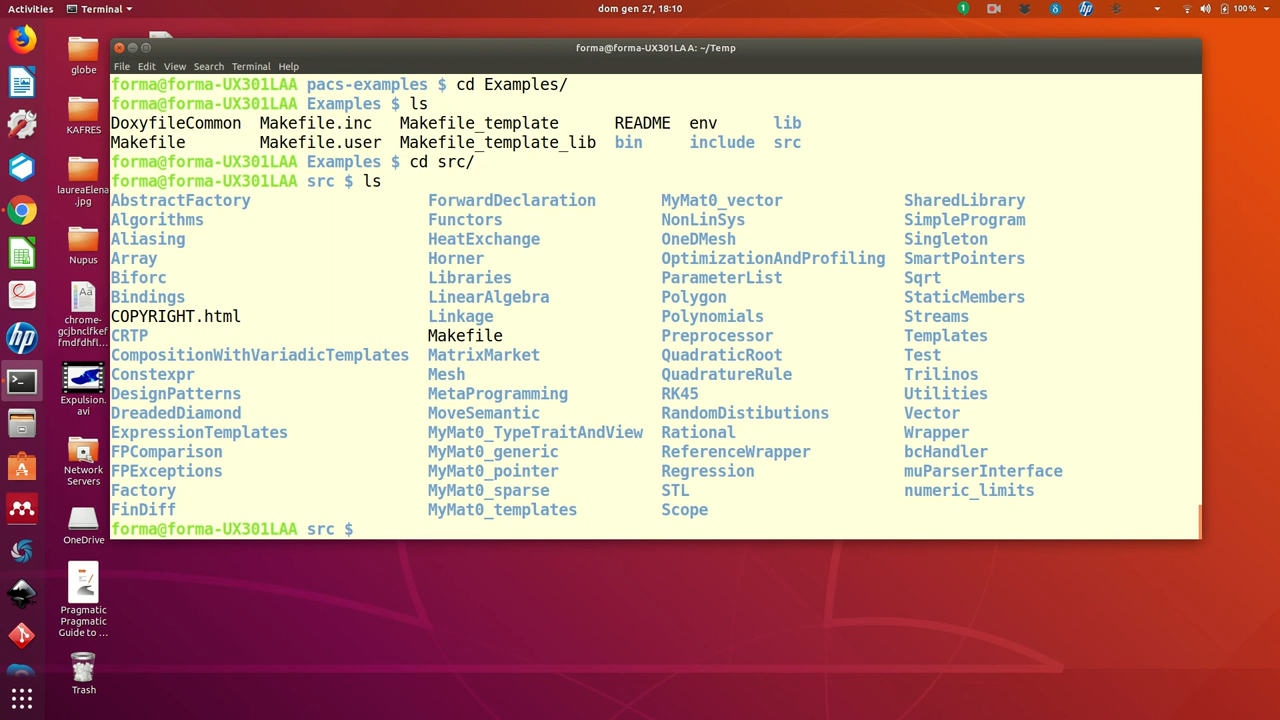 Activities Terminal dom gen 27, 18:10 1 100%
forma@forma-UX301LAA: ~/Temp
File Edit View Search Terminal Help
forma@forma-UX301LAA pacs-examples $ cd Examples/
forma@forma-UX301LAA Examples $ ls
DoxyfileCommon Makefile.inc Makefile_template README env lib
Makefile Makefile.user Makefile_template_lib bin include src
forma@forma-UX301LAA Examples $ cd src/
forma@forma-UX301LAA src $ ls
AbstractFactory ForwardDeclaration MyMat0_vector SharedLibrary
Algorithms Functors NonLinSys SimpleProgram
Aliasing HeatExchange OneDMesh Singleton
Array Horner OptimizationAndProfiling SmartPointers
Biforc Libraries ParameterList Sqrt
Bindings LinearAlgebra Polygon StaticMembers
COPYRIGHT.html Linkage Polynomials Streams
CRTP Makefile Preprocessor Templates
CompositionWithVariadicTemplates MatrixMarket QuadraticRoot Test
Constexpr Mesh QuadratureRule Trilinos
DesignPatterns MetaProgramming RK45 Utilities
DreadedDiamond MoveSemantic RandomDistibutions Vector
ExpressionTemplates MyMat0_TypeTraitAndView Rational Wrapper
FPComparison MyMat0_generic ReferenceWrapper bcHandler
FPExceptions MyMat0_pointer Regression muParserInterface
Factory MyMat0_sparse STL numeric_limits
FinDiff MyMat0_templates Scope
forma@forma-UX301LAA src $
globe
KAFRES
laureaElena.
jpg
Nupus
Aa
chrome-
gcjbnclfkef
fmdfdhfl...
Expulsion.
avi
Network
Servers
OneDrive
Pragmatic
Pragmatic
Guide to ...
Trash
hp